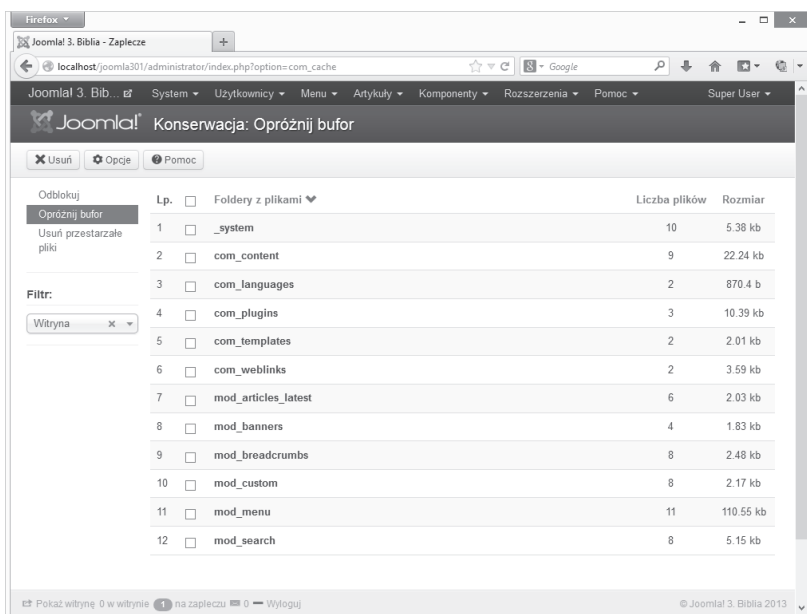 Firefox
Joomla! 3. Biblia - Zaplecze
localhost/joomla301/administrator/index.php?option=com_cache
Google
Joomla! 3. Bib... System Użytkownicy Menu Artykuły Komponenty Rozszerzenia Pomoc Super User
Joomla! Konserwacja: Opróżnij bufor
Usuń Opcje Pomoc
Odblokuj
Opróżnij bufor
Usuń przestarzałe
pliki
Filtr:
Witryna
Lp. Foldery z plikami Liczba plików Rozmiar
1 _system 10 5.38 kb
2 com_content 9 22.24 kb
3 com_languages 2 870.4 b
4 com_plugins 3 10.39 kb
5 com_templates 2 2.01 kb
6 com_weblinks 2 3.59 kb
7 mod_articles_latest 6 2.03 kb
8 mod_banners 4 1.83 kb
9 mod_breadcrumbs 8 2.48 kb
10 mod_custom 8 2.17 kb
11 mod_menu 11 110.55 kb
12 mod_search 8 5.15 kb
Pokaż witrynę 0 w witrynie 1 na zapleczu 0 Wyloguj © Joomla! 3. Biblia 2013